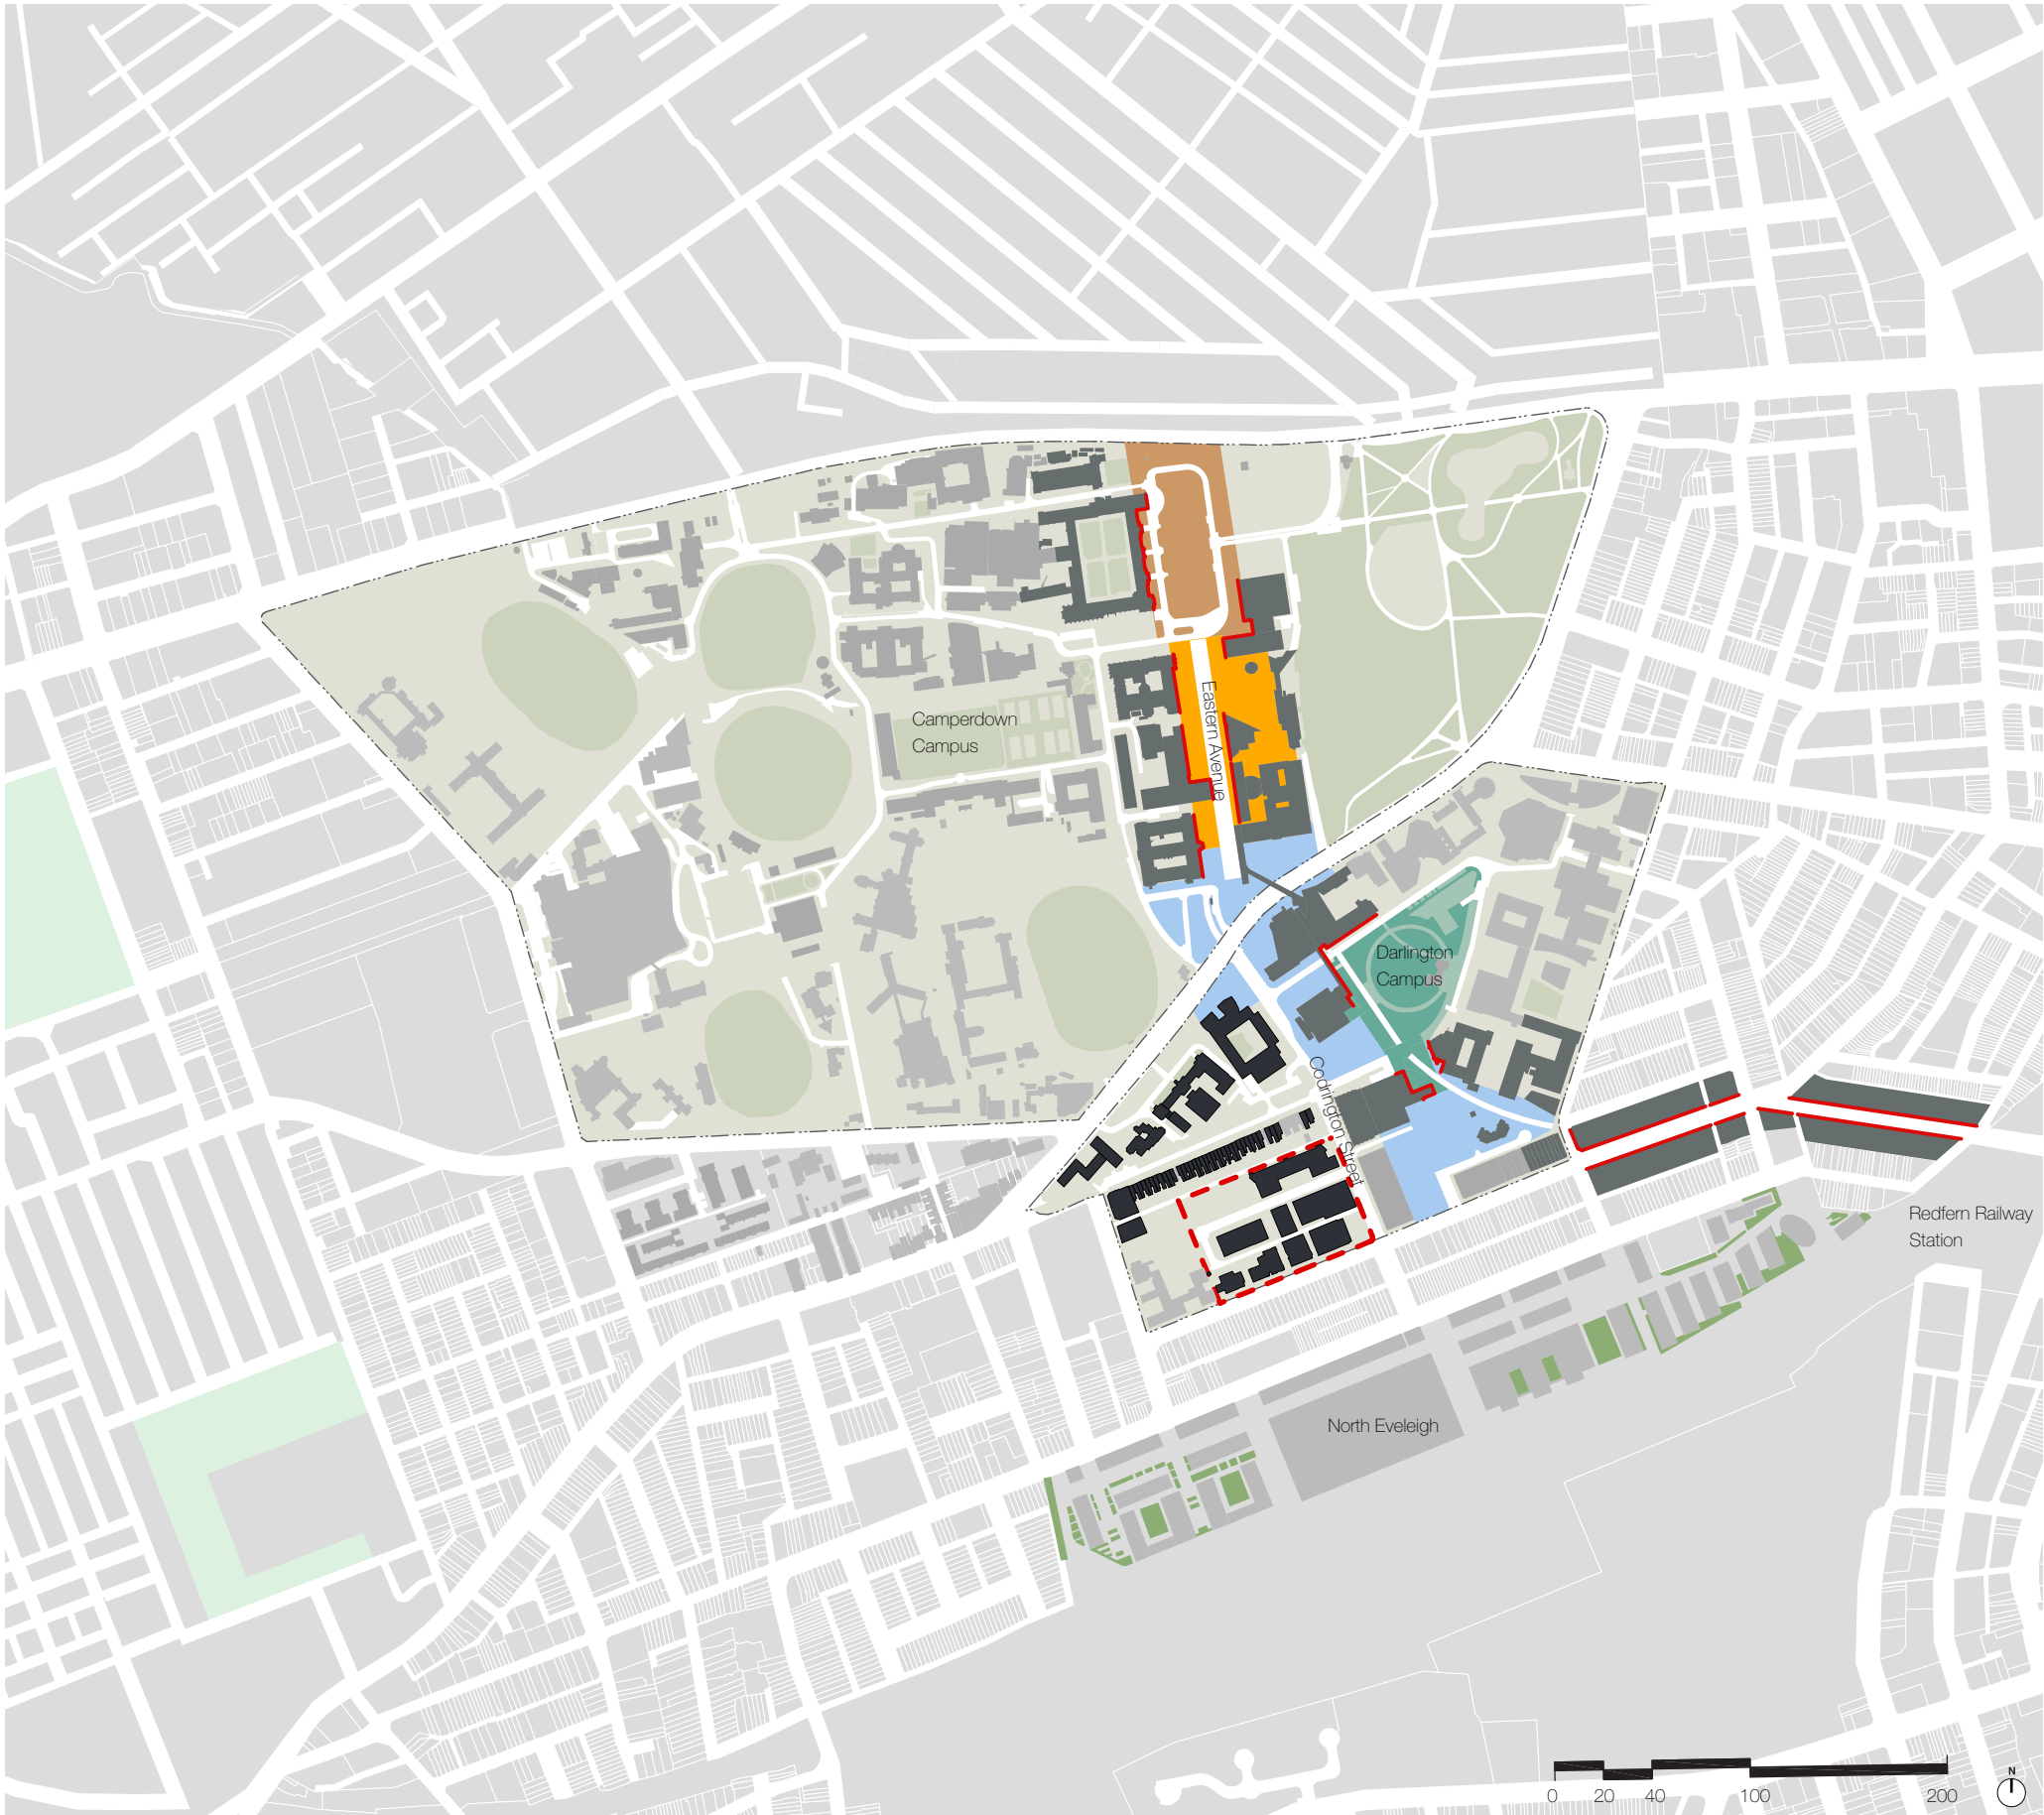 Eastern Avenue
Camperdown
Campus
Darlington
Campus
Codrington Street
Redfern Railway
Station
North Eveleigh
N
0 20 40 100 200